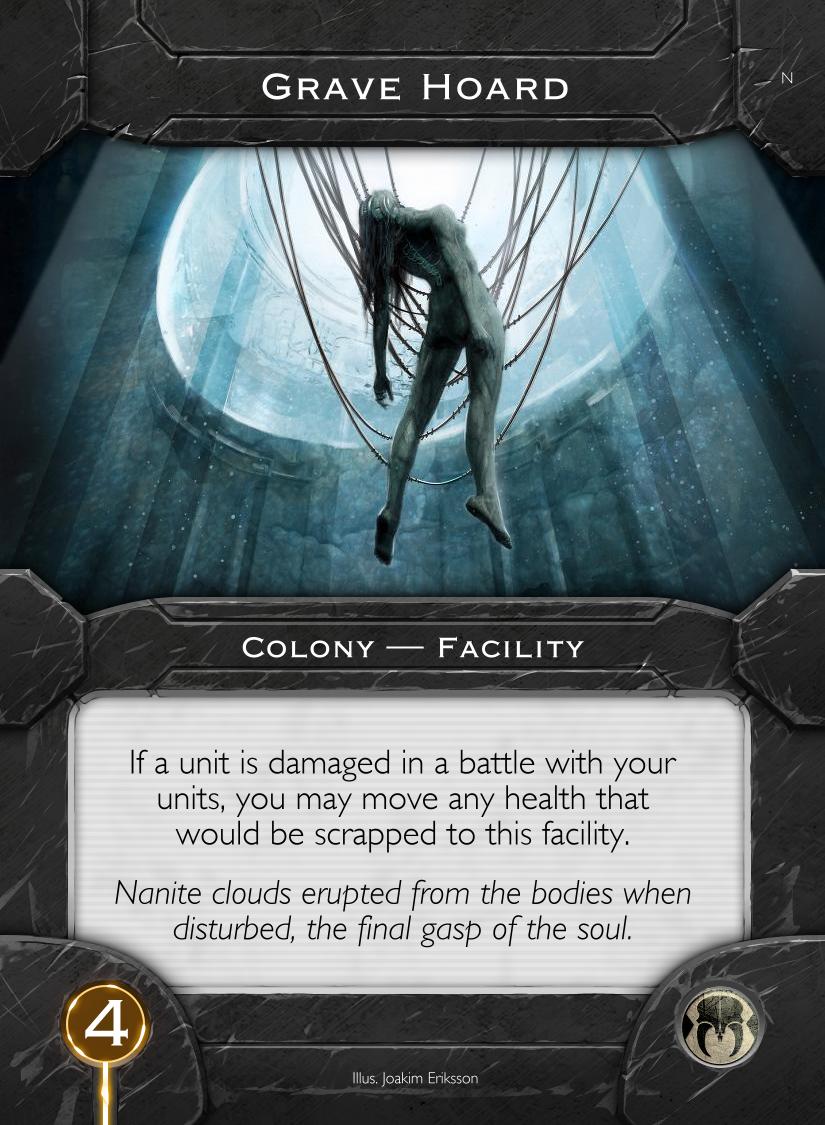 Grave Hoard
N
Colony — Facility
If a unit is damaged in a battle with your
units, you may move any health that
would be scrapped to this facility.
Nanite clouds erupted from the bodies when
disturbed, the final gasp of the soul.
4
Illus. Joakim Eriksson